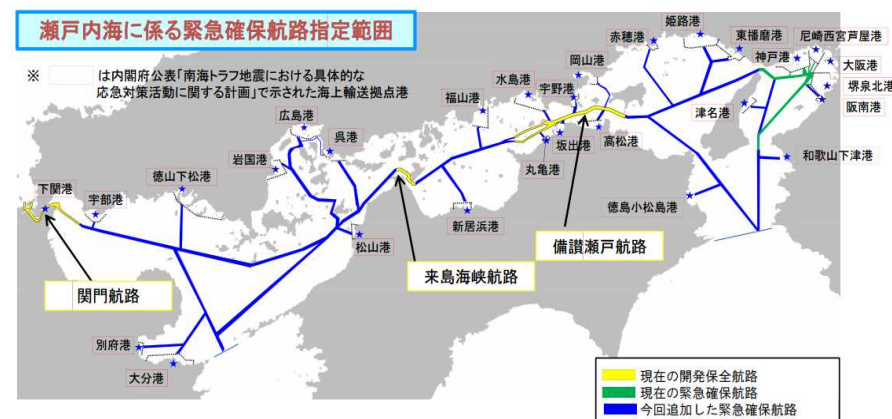 瀬戸内海に係る緊急確保航路指定範囲
※　　は内閣府公表「南海トラフ地震における具体的な
応急対策活動に関する計画」で示された海上輸送拠点港
姫路港
赤穂港
東播磨港
尼崎西宮芦屋港
神戸港
大阪港
堺泉北港
阪南港
岡山港
水島港
宇野港
福山港
津名港
広島港
呉港
坂出港
高松港
丸亀港
和歌山下津港
岩国港
徳山下松港
下関港
宇部港
徳島小松島港
新居浜港
松山港
備讃瀬戸航路
来島海峡航路
関門航路
別府港
大分港
現在の開発保全航路
現在の緊急確保航路
今回追加した緊急確保航路